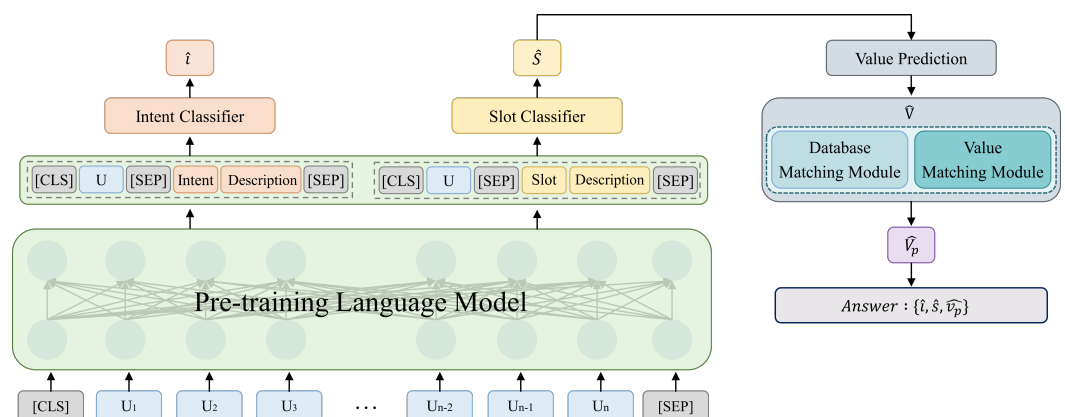 î
Ŝ
Value Prediction
Intent Classifier
Slot Classifier
V̂
Database
Matching Module
Value
Matching Module
[CLS] U [SEP] Intent Description [SEP]
[CLS] U [SEP] Slot Description [SEP]
V̂ₚ
Pre-training Language Model
Answer : {î, ŝ, v̂ₚ}
[CLS] U1 U2 U3 ... Un-2 Un-1 Un [SEP]